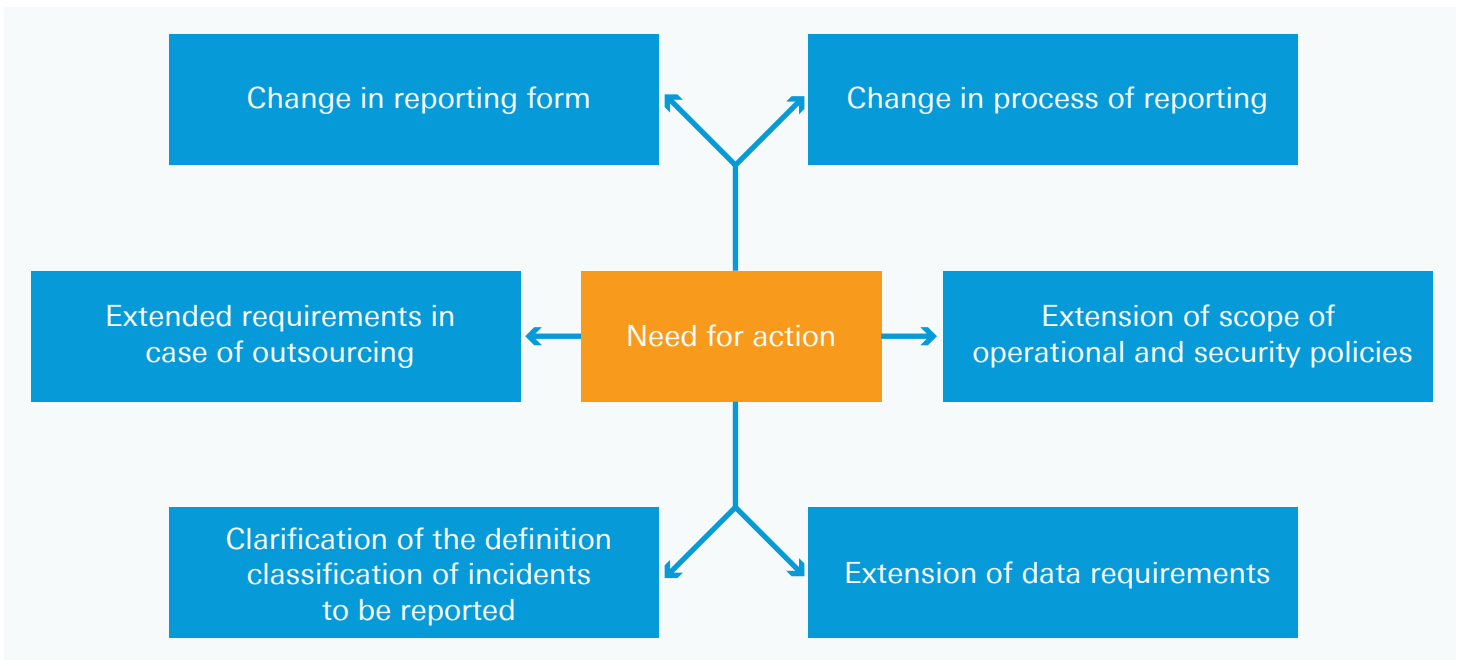 Change in reporting form
Change in process of reporting
Extended requirements in
case of outsourcing
Need for action
Extension of scope of
operational and security policies
Clarification of the definition
classification of incidents
to be reported
Extension of data requirements